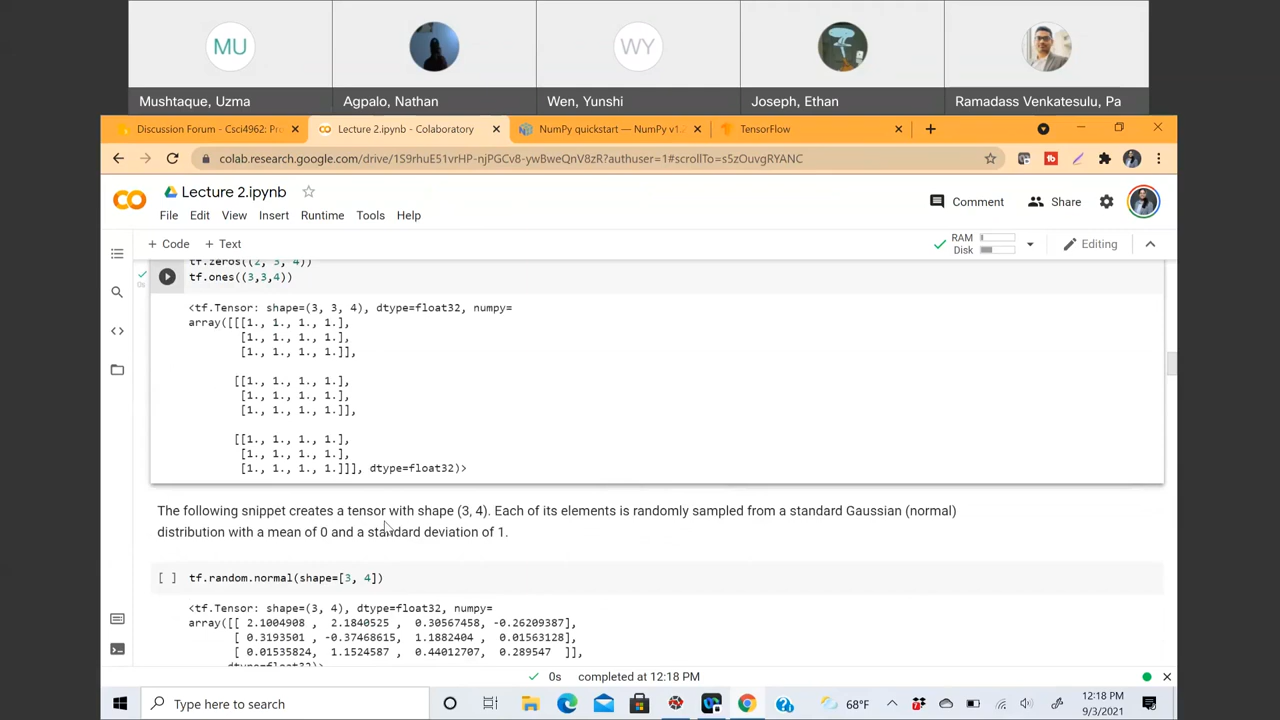 MU
WY
Mushtaque, Uzma
Agpalo, Nathan
Wen, Yunshi
Joseph, Ethan
Ramadass Venkatesulu, Pa
Discussion Forum - Csci4962: Pro
Lecture 2.ipynb - Colaboratory
NumPy quickstart — NumPy v1.
TensorFlow
colab.research.google.com/drive/1S9rhuE51vrHP-njPGCv8-ywBweQnV8zR?authuser=1#scrollTo=s5zOuvgRYANC
Lecture 2.ipynb
File Edit View Insert Runtime Tools Help
Comment
Share
+ Code + Text
RAM
Disk
Editing
tf.zeros((2, 3, 4))
tf.ones((3,3,4))
0s
<tf.Tensor: shape=(3, 3, 4), dtype=float32, numpy=
array([[[1., 1., 1., 1.],
[1., 1., 1., 1.],
[1., 1., 1., 1.]],
[[1., 1., 1., 1.],
[1., 1., 1., 1.],
[1., 1., 1., 1.]],
[[1., 1., 1., 1.],
[1., 1., 1., 1.],
[1., 1., 1., 1.]]], dtype=float32)>
The following snippet creates a tensor with shape (3, 4). Each of its elements is randomly sampled from a standard Gaussian (normal)
distribution with a mean of 0 and a standard deviation of 1.
[ ] tf.random.normal(shape=[3, 4])
<tf.Tensor: shape=(3, 4), dtype=float32, numpy=
array([[ 2.1004908 , 2.1840525 , 0.30567458, -0.26209387],
[ 0.3193501 , -0.37468615, 1.1882404 , 0.01563128],
[ 0.01535824, 1.1524587 , 0.44012707, 0.289547 ]],
dtype=float32)>
0s completed at 12:18 PM
Type here to search
68°F
12:18 PM
9/3/2021